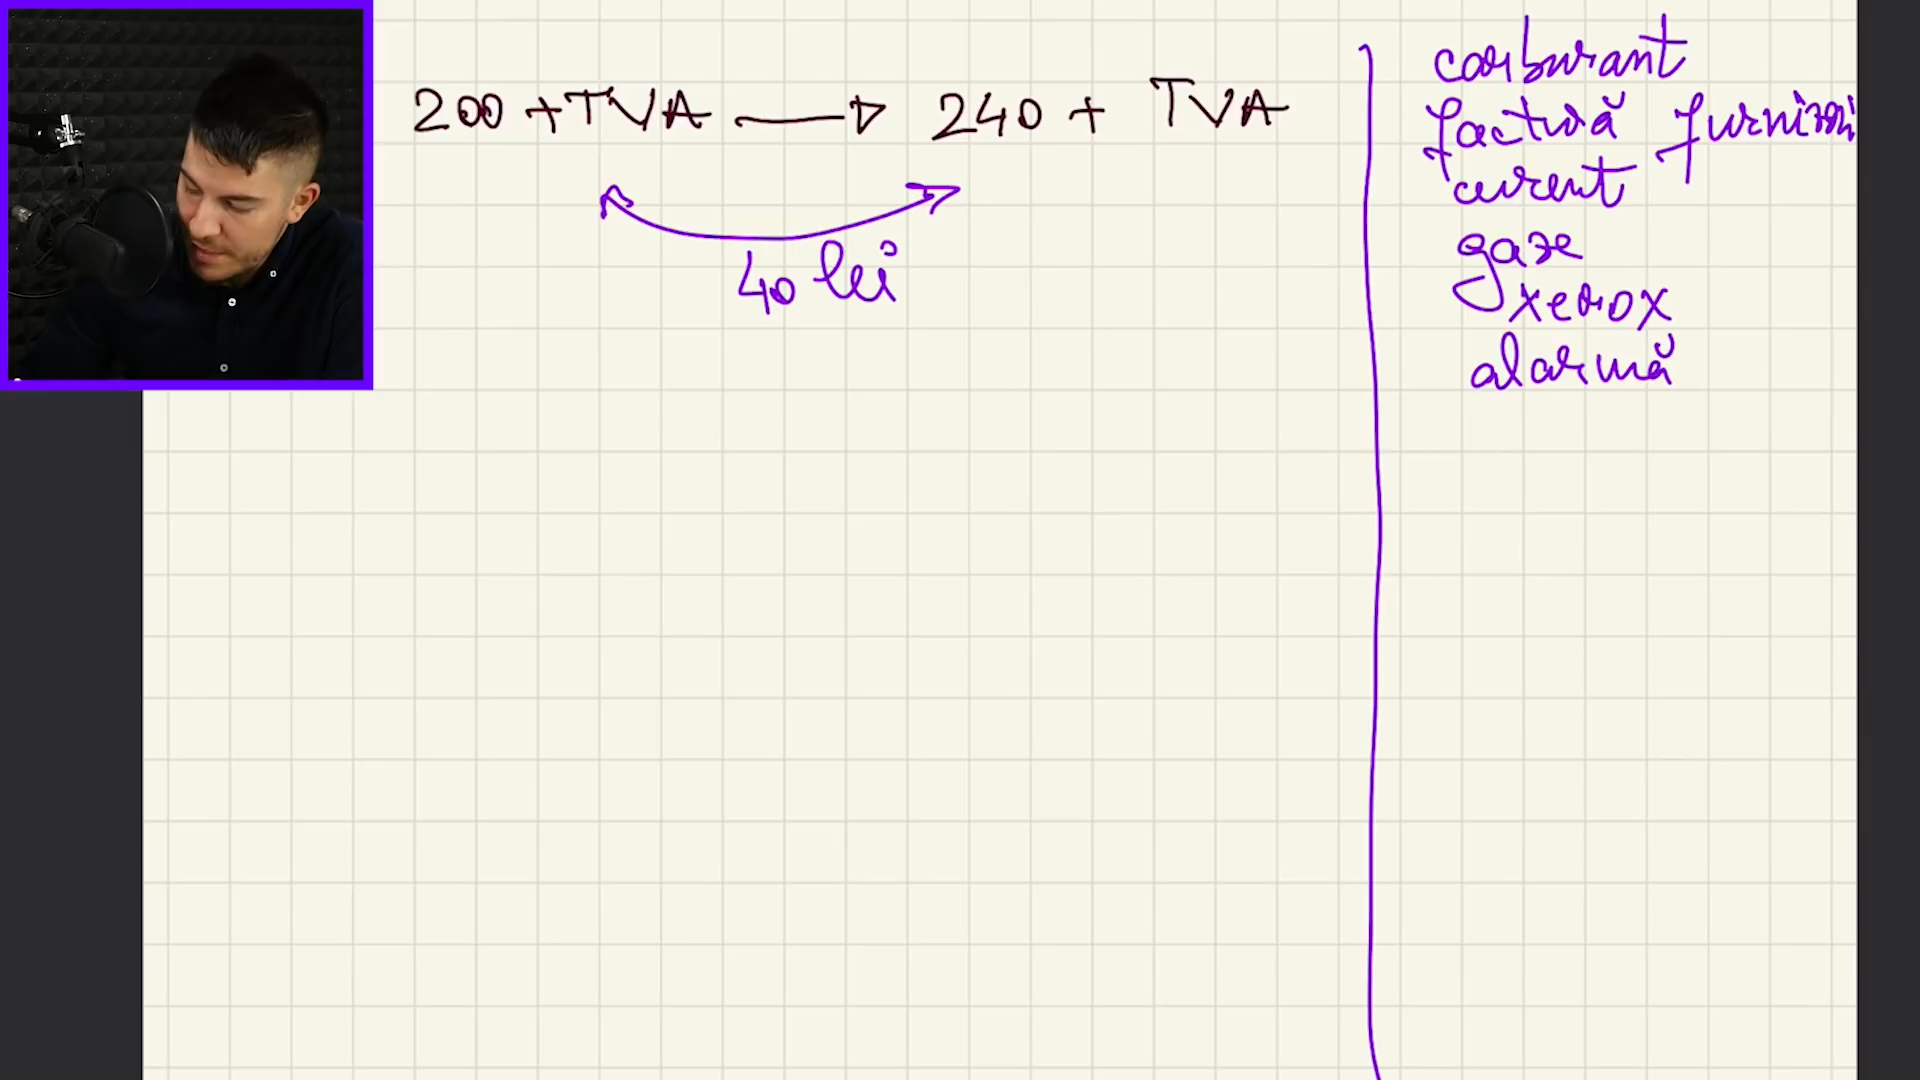 200 + TVA → 240 + TVA
40 lei
carburant
factură furnizori
curent
gaze
xerox
alarmă